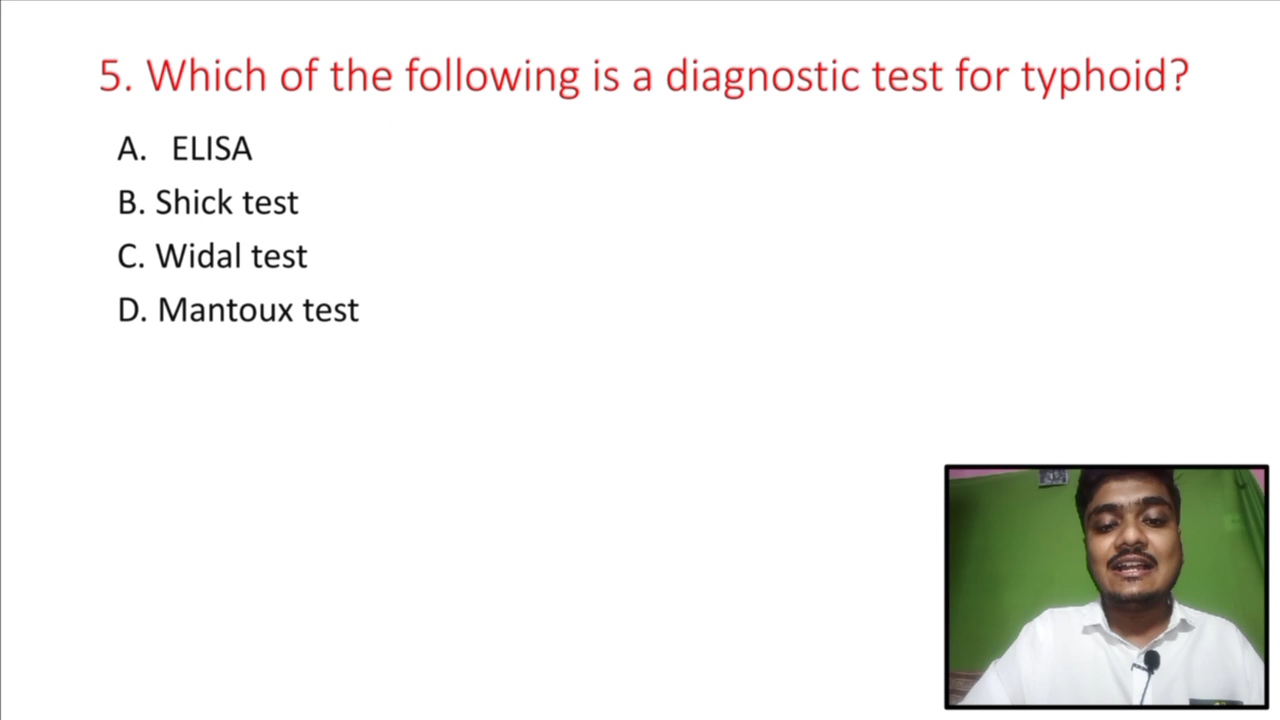 5. Which of the following is a diagnostic test for typhoid?
A. ELISA
B. Shick test
C. Widal test
D. Mantoux test